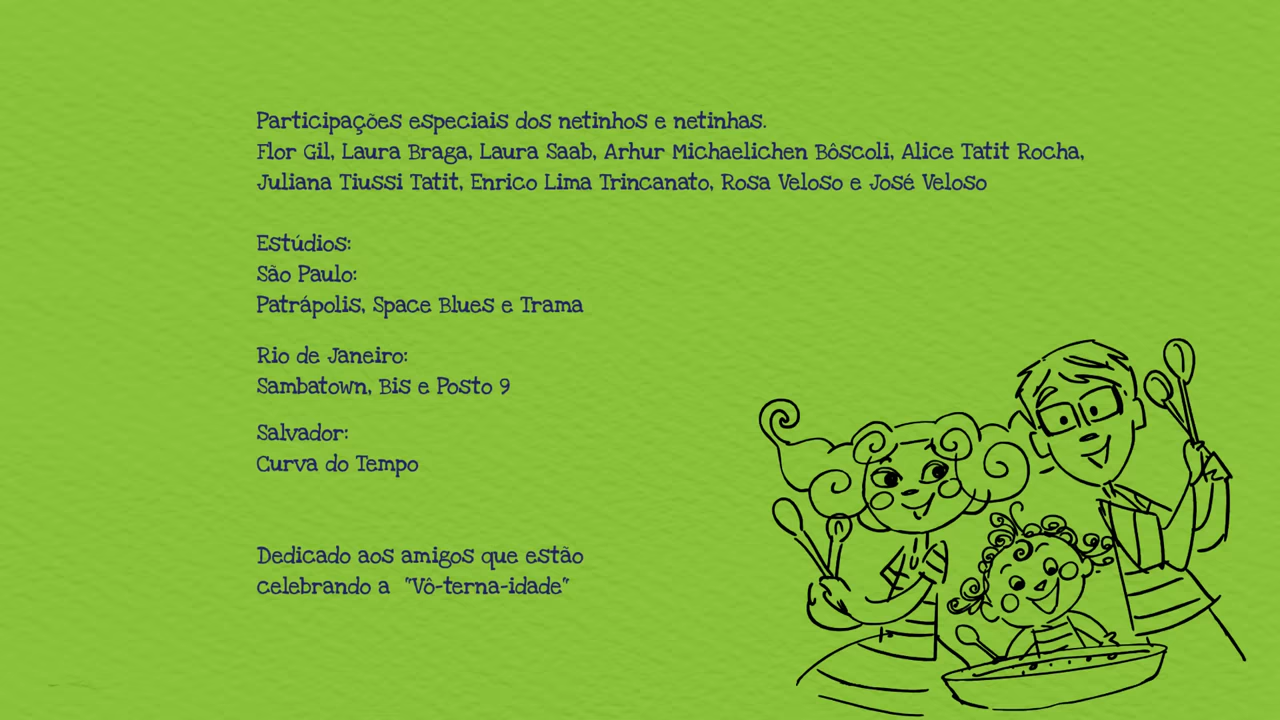 Participações especiais dos netinhos e netinhas.
Flor Gil, Laura Braga, Laura Saab, Arhur Michaelichen Bôscoli, Alice Tatit Rocha,
Juliana Tiussi Tatit, Enrico Lima Trincanato, Rosa Veloso e José Veloso
Estúdios:
São Paulo:
Patrápolis, Space Blues e Trama
Rio de Janeiro:
Sambatown, Bis e Posto 9
Salvador:
Curva do Tempo
Dedicado aos amigos que estão
celebrando a "Vô-terna-idade"